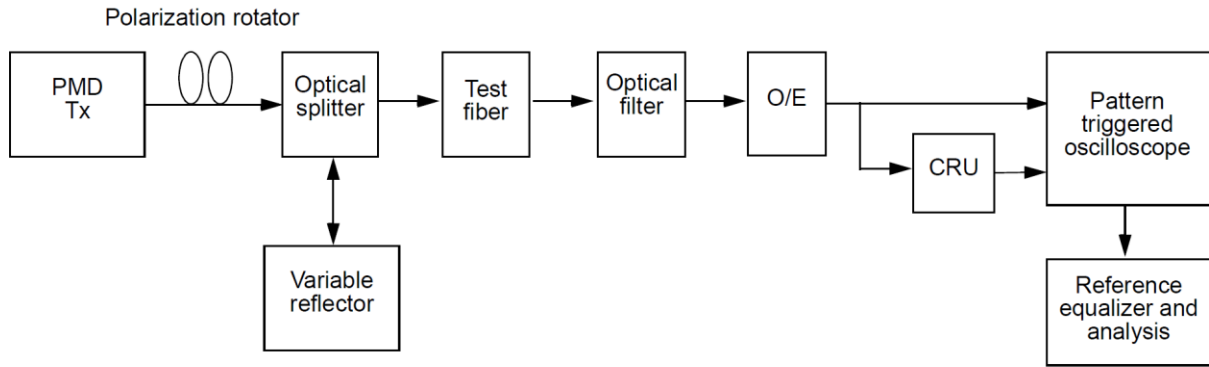 Polarization rotator
PMD
Tx
Optical
splitter
Test
fiber
Optical
filter
O/E
Pattern
triggered
oscilloscope
CRU
Variable
reflector
Reference
equalizer and
analysis